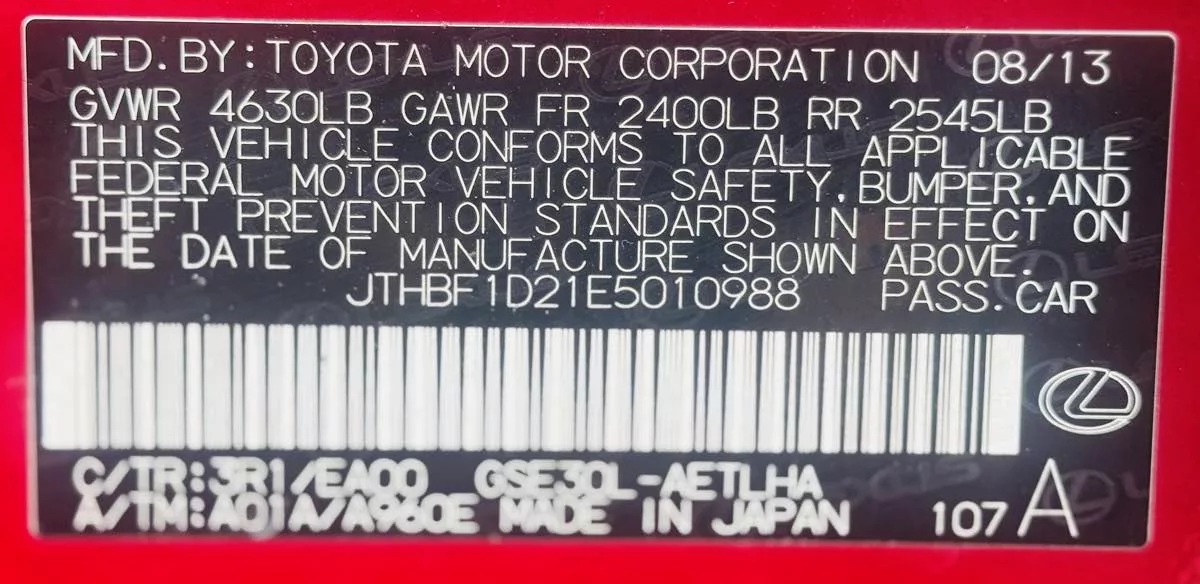 MFD. BY: TOYOTA MOTOR CORPORATION 08/13
GVWR 4630LB GAWR FR 2400LB RR 2545LB
THIS VEHICLE CONFORMS TO ALL APPLICABLE
FEDERAL MOTOR VEHICLE SAFETY, BUMPER, AND
THEFT PREVENTION STANDARDS IN EFFECT ON
THE DATE OF MANUFACTURE SHOWN ABOVE.
JTHBF1D21E5010988 PASS. CAR
C/TR: 3R1/EA00 GSE30L-AETLHA
A/TM: A01A/A960E MADE IN JAPAN 107 A